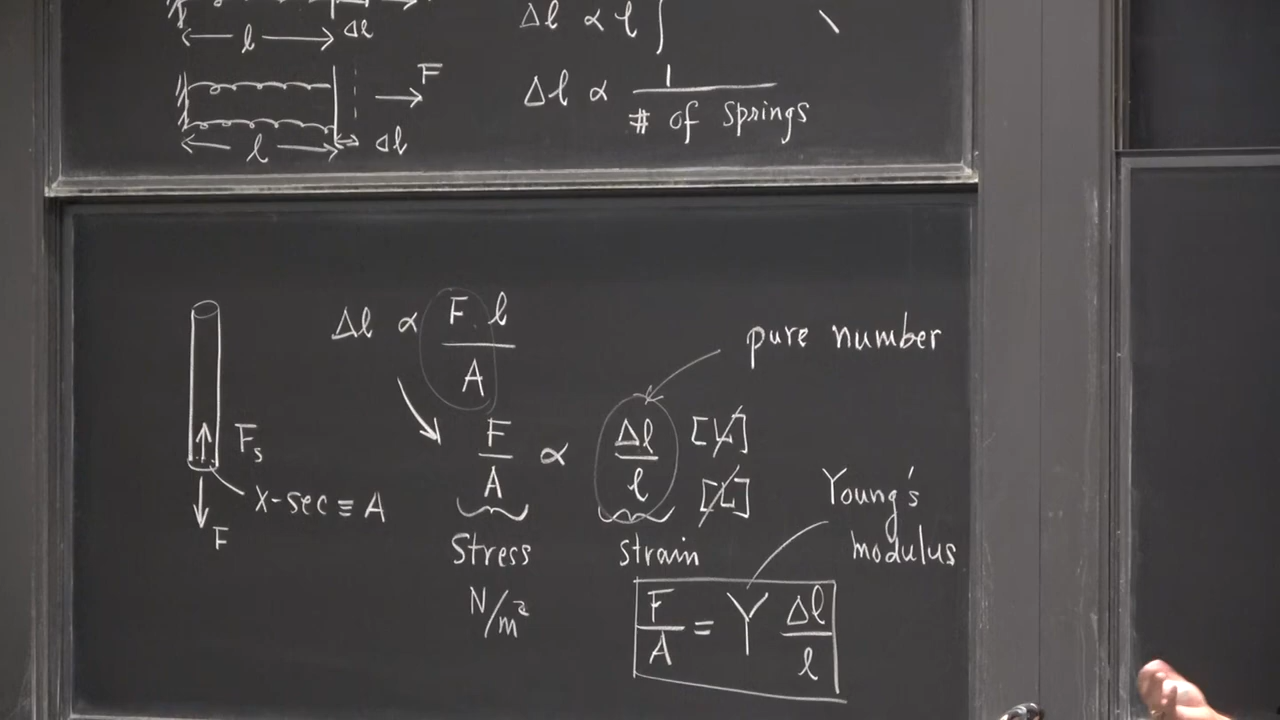 Δl
l
Δl ∝ l
F
Δl ∝ 1 / # of springs
l
Δl
Δl ∝ F·l / A
pure number
F/A ∝ Δl/l [L] [L]
F_s
x-sec ≡ A
F
Young's
modulus
Stress
strain
N/m²
F/A = Y Δl/l